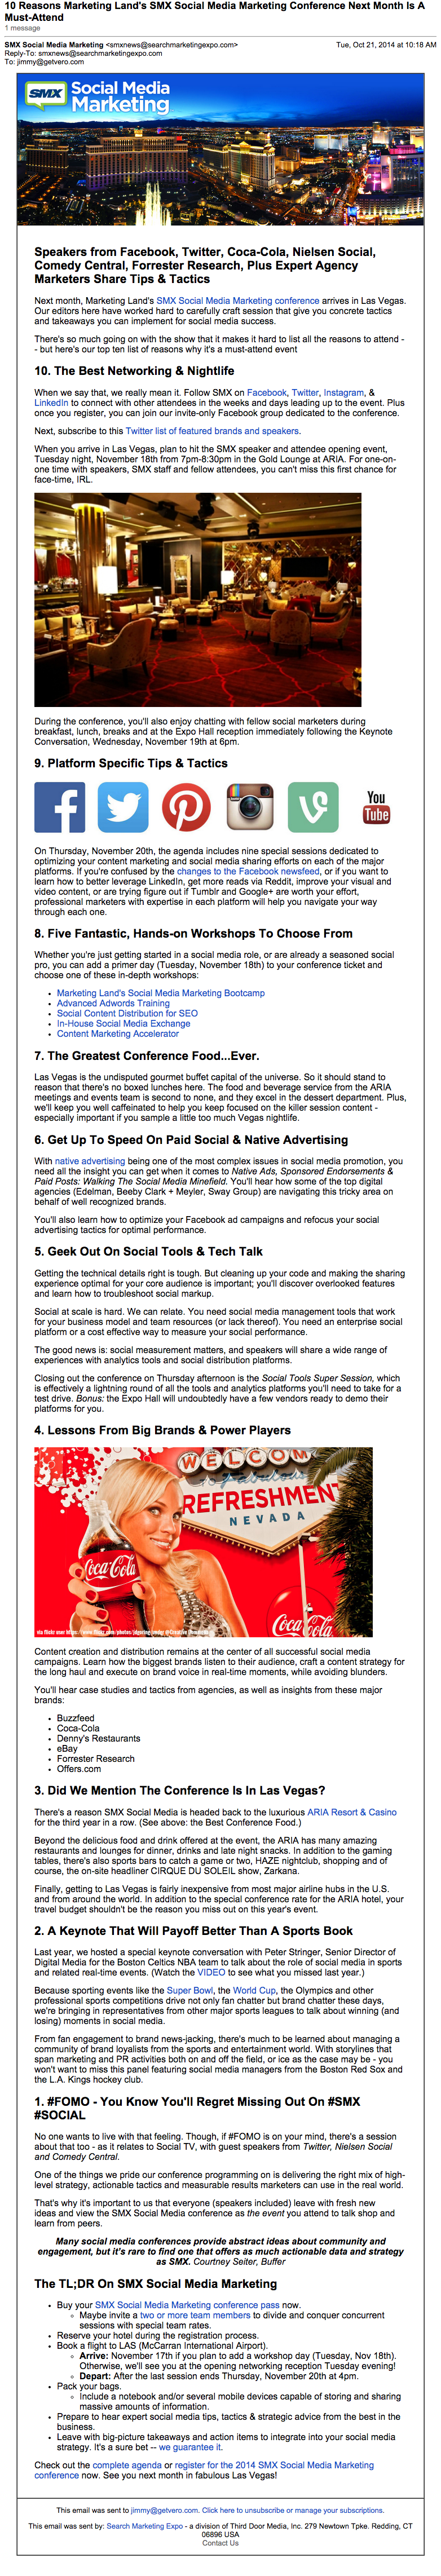 10 Reasons Marketing Land's SMX Social Media Marketing Conference Next Month Is A
Must-Attend
1 message
SMX Social Media Marketing <smxnews@searchmarketingexpo.com> Tue, Oct 21, 2014 at 10:18 AM
Reply-To: smxnews@searchmarketingexpo.com
To: jimmy@getvero.com
SMX Social Media
Marketing
Speakers from Facebook, Twitter, Coca-Cola, Nielsen Social,
Comedy Central, Forrester Research, Plus Expert Agency
Marketers Share Tips & Tactics
Next month, Marketing Land's SMX Social Media Marketing conference arrives in Las Vegas.
Our editors here have worked hard to carefully craft session that give you concrete tactics
and takeaways you can implement for social media success.
There's so much going on with the show that it makes it hard to list all the reasons to attend -
- but here's our top ten list of reasons why it's a must-attend event
10. The Best Networking & Nightlife
When we say that, we really mean it. Follow SMX on Facebook, Twitter, Instagram, &
LinkedIn to connect with other attendees in the weeks and days leading up to the event. Plus
once you register, you can join our invite-only Facebook group dedicated to the conference.
Next, subscribe to this Twitter list of featured brands and speakers.
When you arrive in Las Vegas, plan to hit the SMX speaker and attendee opening event,
Tuesday night, November 18th from 7pm-8:30pm in the Gold Lounge at ARIA. For one-on-
one time with speakers, SMX staff and fellow attendees, you can't miss this first chance for
face-time, IRL.
During the conference, you'll also enjoy chatting with fellow social marketers during
breakfast, lunch, breaks and at the Expo Hall reception immediately following the Keynote
Conversation, Wednesday, November 19th at 6pm.
9. Platform Specific Tips & Tactics
You
Tube
On Thursday, November 20th, the agenda includes nine special sessions dedicated to
optimizing your content marketing and social media sharing efforts on each of the major
platforms. If you're confused by the changes to the Facebook newsfeed, or if you want to
learn how to better leverage LinkedIn, get more reads via Reddit, improve your visual and
video content, or are trying figure out if Tumblr and Google+ are worth your effort,
professional marketers with expertise in each platform will help you navigate your way
through each one.
8. Five Fantastic, Hands-on Workshops To Choose From
Whether you're just getting started in a social media role, or are already a seasoned social
pro, you can add a primer day (Tuesday, November 18th) to your conference ticket and
choose one of these in-depth workshops:
• Marketing Land's Social Media Marketing Bootcamp
• Advanced Adwords Training
• Social Content Distribution for SEO
• In-House Social Media Exchange
• Content Marketing Accelerator
7. The Greatest Conference Food...Ever.
Las Vegas is the undisputed gourmet buffet capital of the universe. So it should stand to
reason that there's no boxed lunches here. The food and beverage service from the ARIA
meetings and events team is second to none, and they excel in the dessert department. Plus,
we'll keep you well caffeinated to help you keep focused on the killer session content -
especially important if you sample a little too much Vegas nightlife.
6. Get Up To Speed On Paid Social & Native Advertising
With native advertising being one of the most complex issues in social media promotion, you
need all the insight you can get when it comes to Native Ads, Sponsored Endorsements &
Paid Posts: Walking The Social Media Minefield. You'll hear how some of the top digital
agencies (Edelman, Beeby Clark + Meyler, Sway Group) are navigating this tricky area on
behalf of well recognized brands.
You'll also learn how to optimize your Facebook ad campaigns and refocus your social
advertising tactics for optimal performance.
5. Geek Out On Social Tools & Tech Talk
Getting the technical details right is tough. But cleaning up your code and making the sharing
experience optimal for your core audience is important; you'll discover overlooked features
and learn how to troubleshoot social markup.
Social at scale is hard. We can relate. You need social media management tools that work
for your business model and team resources (or lack thereof). You need an enterprise social
platform or a cost effective way to measure your social performance.
The good news is: social measurement matters, and speakers will share a wide range of
experiences with analytics tools and social distribution platforms.
Closing out the conference on Thursday afternoon is the Social Tools Super Session, which
is effectively a lightning round of all the tools and analytics platforms you'll need to take for a
test drive. Bonus: the Expo Hall will undoubtedly have a few vendors ready to demo their
platforms for you.
4. Lessons From Big Brands & Power Players
WELCOME
to Fabulous
REFRESHMENT
NEVADA
Coca-Cola
Coca-Cola
Content creation and distribution remains at the center of all successful social media
campaigns. Learn how the biggest brands listen to their audience, craft a content strategy for
the long haul and execute on brand voice in real-time moments, while avoiding blunders.
You'll hear case studies and tactics from agencies, as well as insights from these major
brands:
• Buzzfeed
• Coca-Cola
• Denny's Restaurants
• eBay
• Forrester Research
• Offers.com
3. Did We Mention The Conference Is In Las Vegas?
There's a reason SMX Social Media is headed back to the luxurious ARIA Resort & Casino
for the third year in a row. (See above: the Best Conference Food.)
Beyond the delicious food and drink offered at the event, the ARIA has many amazing
restaurants and lounges for dinner, drinks and late night snacks. In addition to the gaming
tables, there's also sports bars to catch a game or two, HAZE nightclub, shopping and of
course, the on-site headliner CIRQUE DU SOLEIL show, Zarkana.
Finally, getting to Las Vegas is fairly inexpensive from most major airline hubs in the U.S.
and from around the world. In addition to the special conference rate for the ARIA hotel, your
travel budget shouldn't be the reason you miss out on this year's event.
2. A Keynote That Will Payoff Better Than A Sports Book
Last year, we hosted a special keynote conversation with Peter Stringer, Senior Director of
Digital Media for the Boston Celtics NBA team to talk about the role of social media in sports
and related real-time events. (Watch the VIDEO to see what you missed last year.)
Because sporting events like the Super Bowl, the World Cup, the Olympics and other
professional sports competitions drive not only fan chatter but brand chatter these days,
we're bringing in representatives from other major sports leagues to talk about winning (and
losing) moments in social media.
From fan engagement to brand news-jacking, there's much to be learned about managing a
community of brand loyalists from the sports and entertainment world. With storylines that
span marketing and PR activities both on and off the field, or ice as the case may be - you
won't want to miss this panel featuring social media managers from the Boston Red Sox and
the L.A. Kings hockey club.
1. #FOMO - You Know You'll Regret Missing Out On #SMX
#SOCIAL
No one wants to live with that feeling. Though, if #FOMO is on your mind, there's a session
about that too - as it relates to Social TV, with guest speakers from Twitter, Nielsen Social
and Comedy Central.
One of the things we pride our conference programming on is delivering the right mix of high-
level strategy, actionable tactics and measurable results marketers can use in the real world.
That's why it's important to us that everyone (speakers included) leave with fresh new
ideas and view the SMX Social Media conference as the event you attend to talk shop and
learn from peers.
Many social media conferences provide abstract ideas about community and
engagement, but it's rare to find one that offers as much actionable data and strategy
as SMX. Courtney Seiter, Buffer
The TL;DR On SMX Social Media Marketing
• Buy your SMX Social Media Marketing conference pass now.
◦ Maybe invite a two or more team members to divide and conquer concurrent
sessions with special team rates.
• Reserve your hotel during the registration process.
• Book a flight to LAS (McCarran International Airport).
◦ Arrive: November 17th if you plan to add a workshop day (Tuesday, Nov 18th).
Otherwise, we'll see you at the opening networking reception Tuesday evening!
◦ Depart: After the last session ends Thursday, November 20th at 4pm.
• Pack your bags.
◦ Include a notebook and/or several mobile devices capable of storing and sharing
massive amounts of information.
• Prepare to hear expert social media tips, tactics & strategic advice from the best in the
business.
• Leave with big-picture takeaways and action items to integrate into your social media
strategy. It's a sure bet -- we guarantee it.
Check out the complete agenda or register for the 2014 SMX Social Media Marketing
conference now. See you next month in fabulous Las Vegas!
This email was sent to jimmy@getvero.com. Click here to unsubscribe or manage your subscriptions.
This email was sent by: Search Marketing Expo - a division of Third Door Media, Inc. 279 Newtown Tpke. Redding, CT
06896 USA
Contact Us